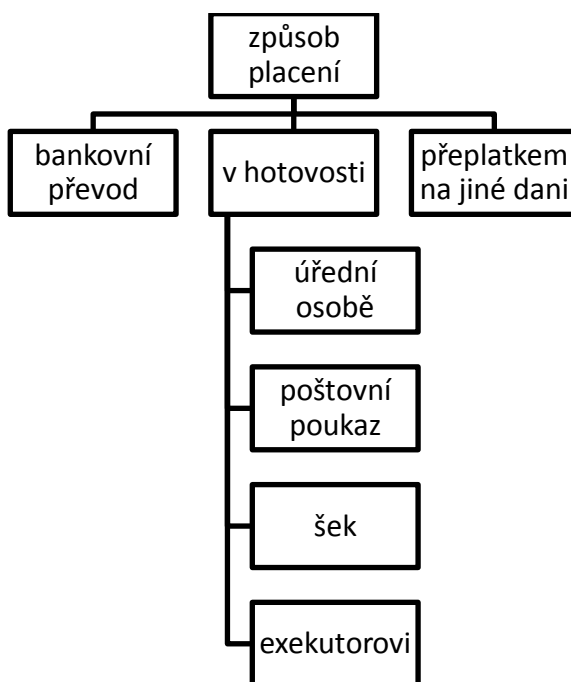 způsob
placení
bankovní
převod
v hotovosti
přeplatkem
na jiné dani
úřední
osobě
poštovní
poukaz
šek
exekutorovi